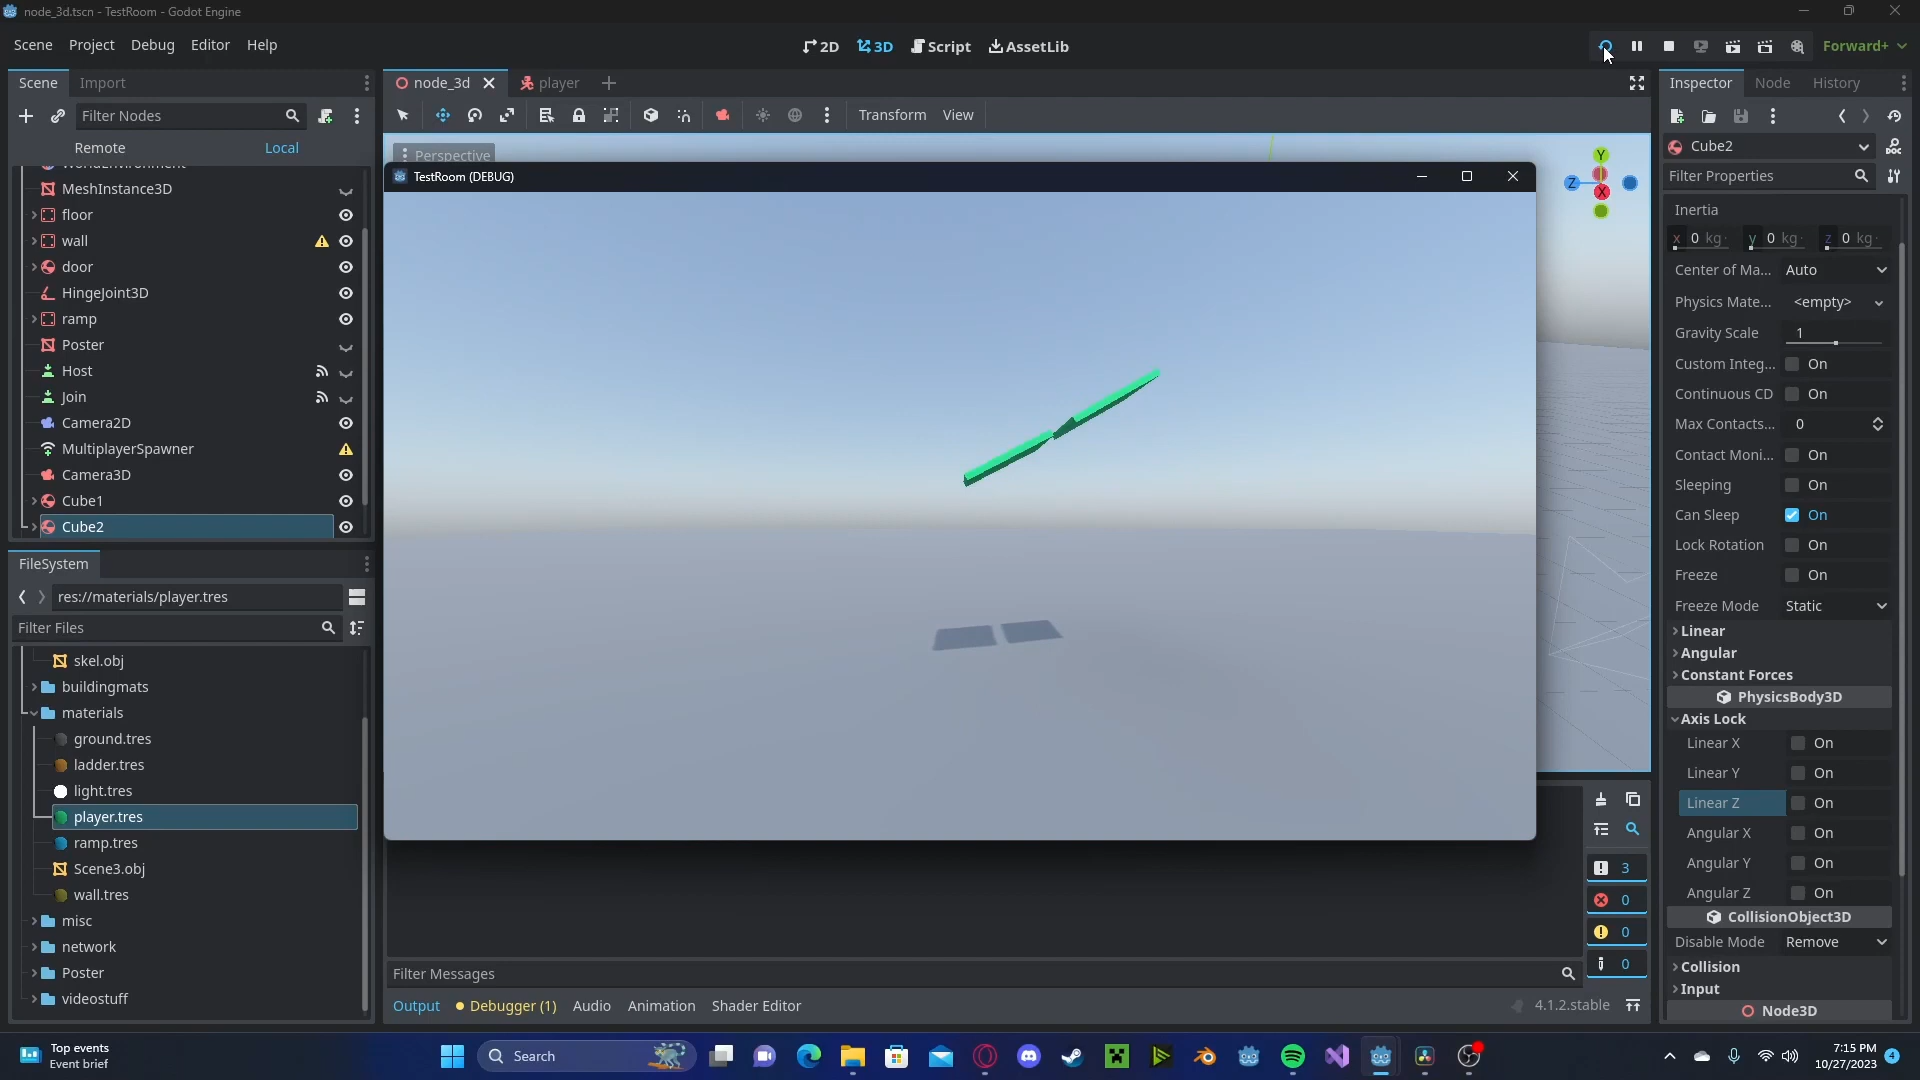 node_3d.tscn - TestRoom - Godot Engine
Scene Project Debug Editor Help
2D 3D Script AssetLib
Forward+
Scene Import
node_3d player
Inspector Node History
Filter Nodes
Transform View
Remote Local
Perspective
Cube2
Filter Properties
TestRoom (DEBUG)
MeshInstance3D
floor
wall
door
HingeJoint3D
ramp
Poster
Host
Join
Camera2D
MultiplayerSpawner
Camera3D
Cube1
Cube2
Y
Z
X
Inertia
x 0 kg· y 0 kg· z 0 kg·
Center of Ma... Auto
Physics Mate... <empty>
Gravity Scale 1
Custom Integ... On
Continuous CD On
Max Contacts... 0
Contact Moni... On
Sleeping On
Can Sleep On
Lock Rotation On
Freeze On
Freeze Mode Static
Linear
Angular
Constant Forces
PhysicsBody3D
Axis Lock
Linear X On
Linear Y On
Linear Z On
Angular X On
Angular Y On
Angular Z On
CollisionObject3D
Disable Mode Remove
Collision
Input
Node3D
FileSystem
res://materials/player.tres
Filter Files
skel.obj
buildingmats
materials
ground.tres
ladder.tres
light.tres
player.tres
ramp.tres
Scene3.obj
wall.tres
misc
network
Poster
videostuff
3
0
0
0
Filter Messages
Output Debugger (1) Audio Animation Shader Editor
4.1.2.stable
Top events
Event brief
Search
7:15 PM
10/27/2023
4